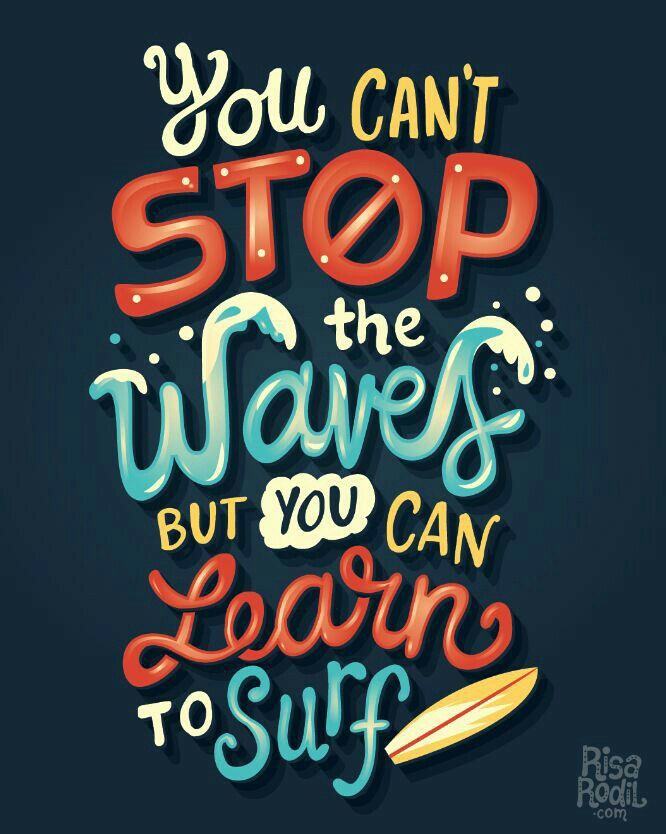 You CAN'T
STOP
the
Waves
BUT YOU CAN
Learn
TO Surf
Risa
Rodil
.com